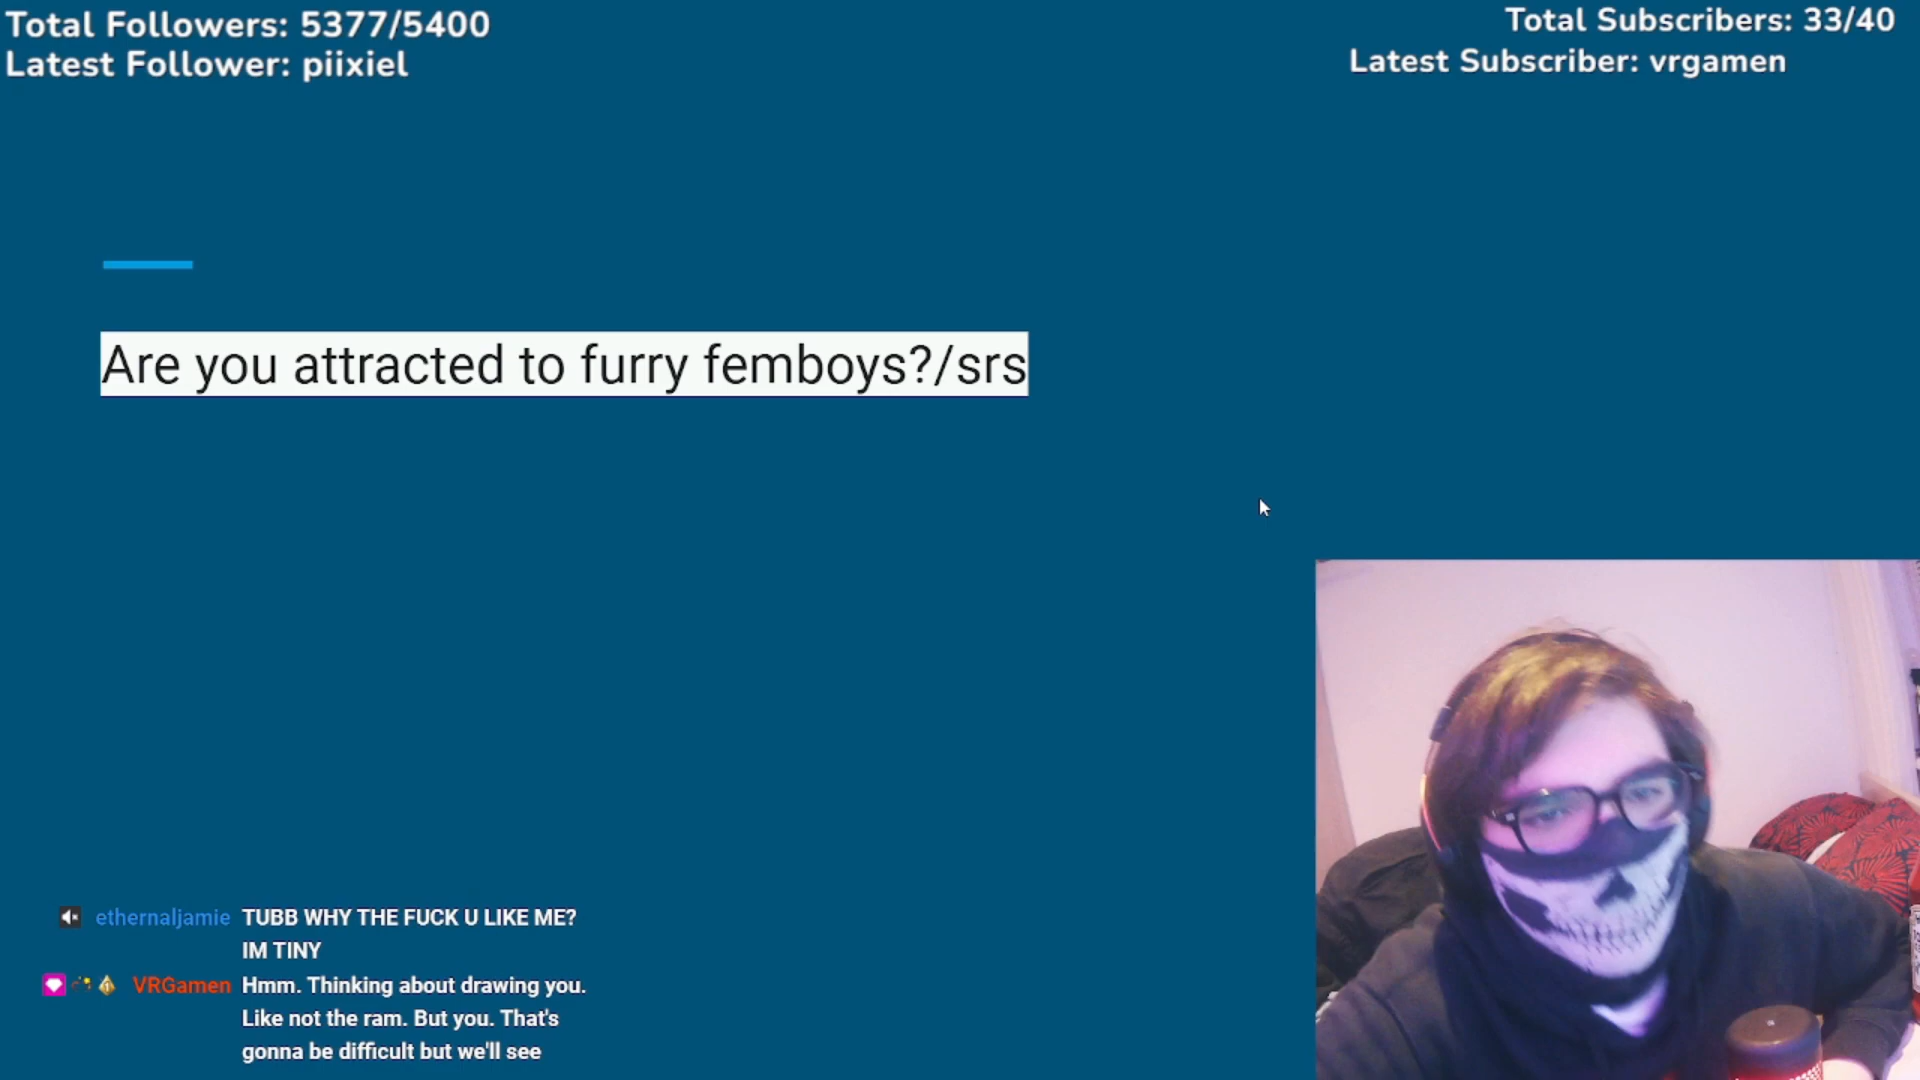 Total Followers: 5377/5400
Latest Follower: piixiel
Total Subscribers: 33/40
Latest Subscriber: vrgamen
Are you attracted to furry femboys?/srs
ethernaljamie TUBB WHY THE FUCK U LIKE ME?
IM TINY
VRGamen Hmm. Thinking about drawing you.
Like not the ram. But you. That's
gonna be difficult but we'll see